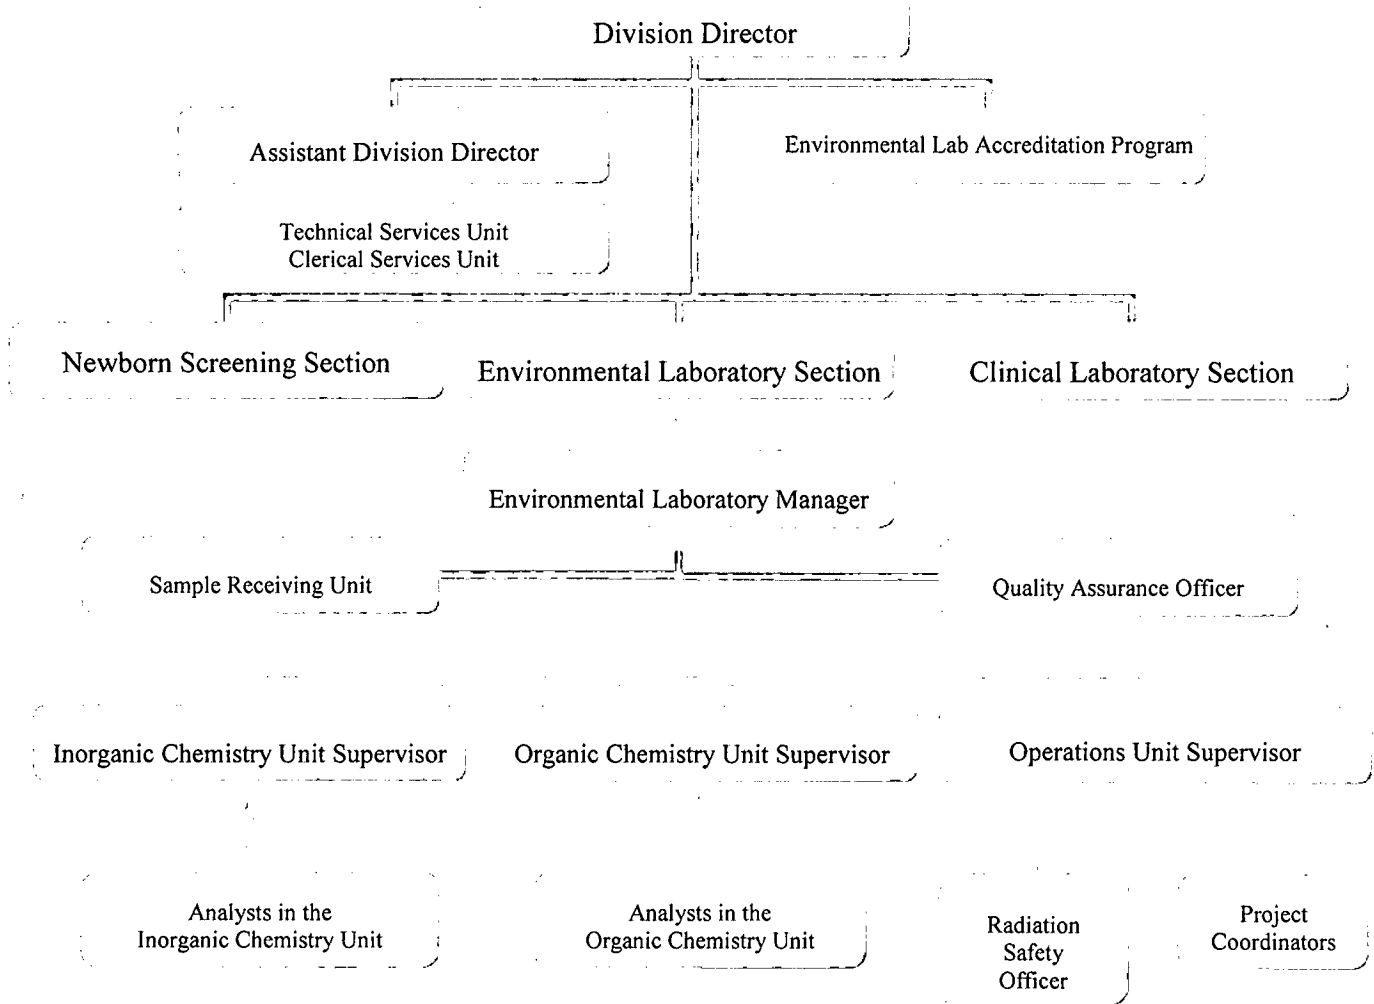 Division Director
Assistant Division Director
Environmental Lab Accreditation Program
Technical Services Unit
Clerical Services Unit
Newborn Screening Section
Environmental Laboratory Section
Clinical Laboratory Section
Environmental Laboratory Manager
Sample Receiving Unit
Quality Assurance Officer
Inorganic Chemistry Unit Supervisor
Organic Chemistry Unit Supervisor
Operations Unit Supervisor
Analysts in the
Inorganic Chemistry Unit
Analysts in the
Organic Chemistry Unit
Radiation
Safety
Officer
Project
Coordinators